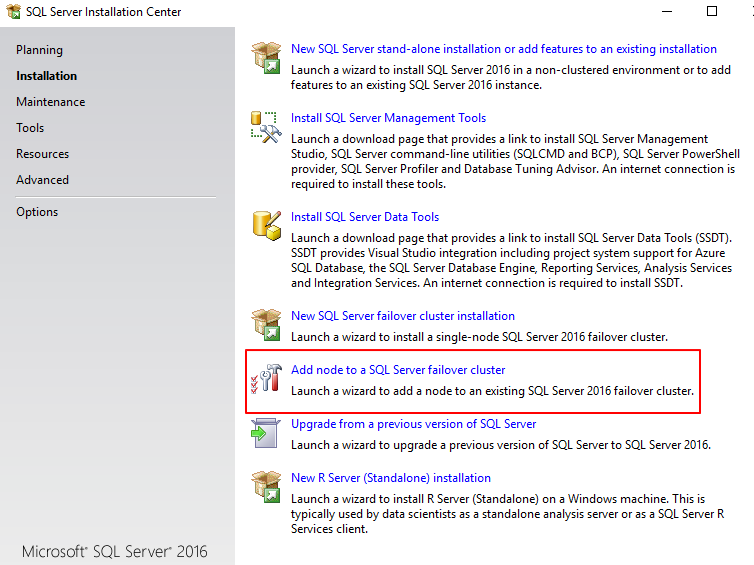 SQL Server Installation Center
Planning
Installation
Maintenance
Tools
Resources
Advanced
Options
New SQL Server stand-alone installation or add features to an existing installation
Launch a wizard to install SQL Server 2016 in a non-clustered environment or to add
features to an existing SQL Server 2016 instance.
Install SQL Server Management Tools
Launch a download page that provides a link to install SQL Server Management
Studio, SQL Server command-line utilities (SQLCMD and BCP), SQL Server PowerShell
provider, SQL Server Profiler and Database Tuning Advisor. An internet connection is
required to install these tools.
Install SQL Server Data Tools
Launch a download page that provides a link to install SQL Server Data Tools (SSDT).
SSDT provides Visual Studio integration including project system support for Azure
SQL Database, the SQL Server Database Engine, Reporting Services, Analysis Services
and Integration Services. An internet connection is required to install SSDT.
New SQL Server failover cluster installation
Launch a wizard to install a single-node SQL Server 2016 failover cluster.
Add node to a SQL Server failover cluster
Launch a wizard to add a node to an existing SQL Server 2016 failover cluster.
Upgrade from a previous version of SQL Server
Launch a wizard to upgrade a previous version of SQL Server to SQL Server 2016.
New R Server (Standalone) installation
Launch a wizard to install R Server (Standalone) on a Windows machine. This is
typically used by data scientists as a standalone analysis server or as a SQL Server R
Services client.
Microsoft® SQL Server® 2016